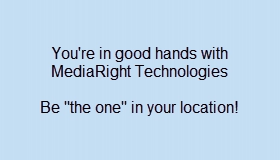 You're in good hands with
MediaRight Technologies
Be "the one" in your location!